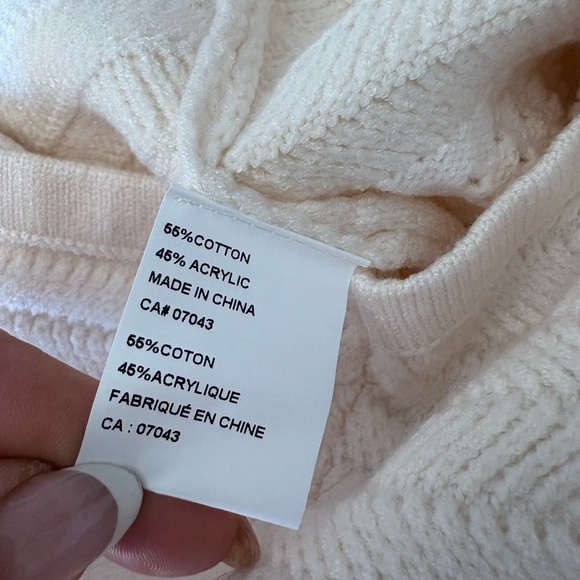 55%COTTON
45% ACRYLIC
MADE IN CHINA
CA# 07043
55%COTON
45%ACRYLIQUE
FABRIQUÉ EN CHINE
CA : 07043